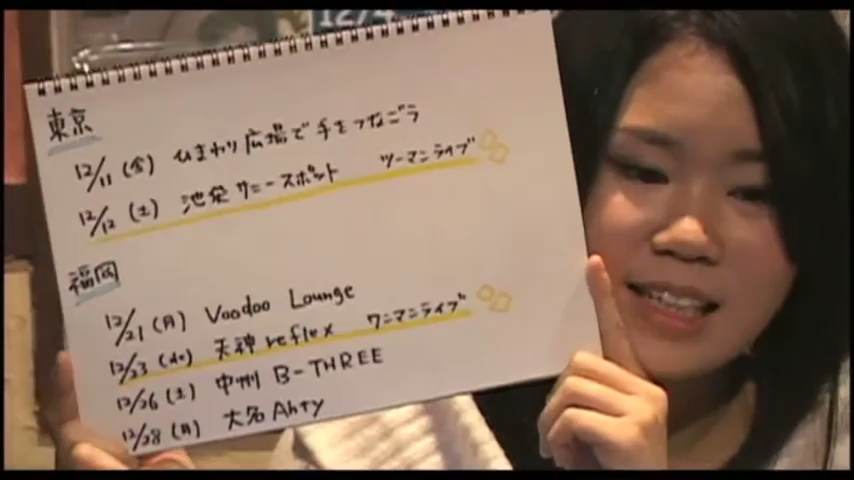 東京
12/11 (金) ひまわり広場で手をつなごう
12/12 (土) 池袋サニースポット ツーマンライブ
福岡
12/21 (月) Voodoo Lounge
12/23 (水) 天神 reflex ワンマンライブ
12/26 (土) 中州 B-THREE
12/28 (月) 大名 Ahty